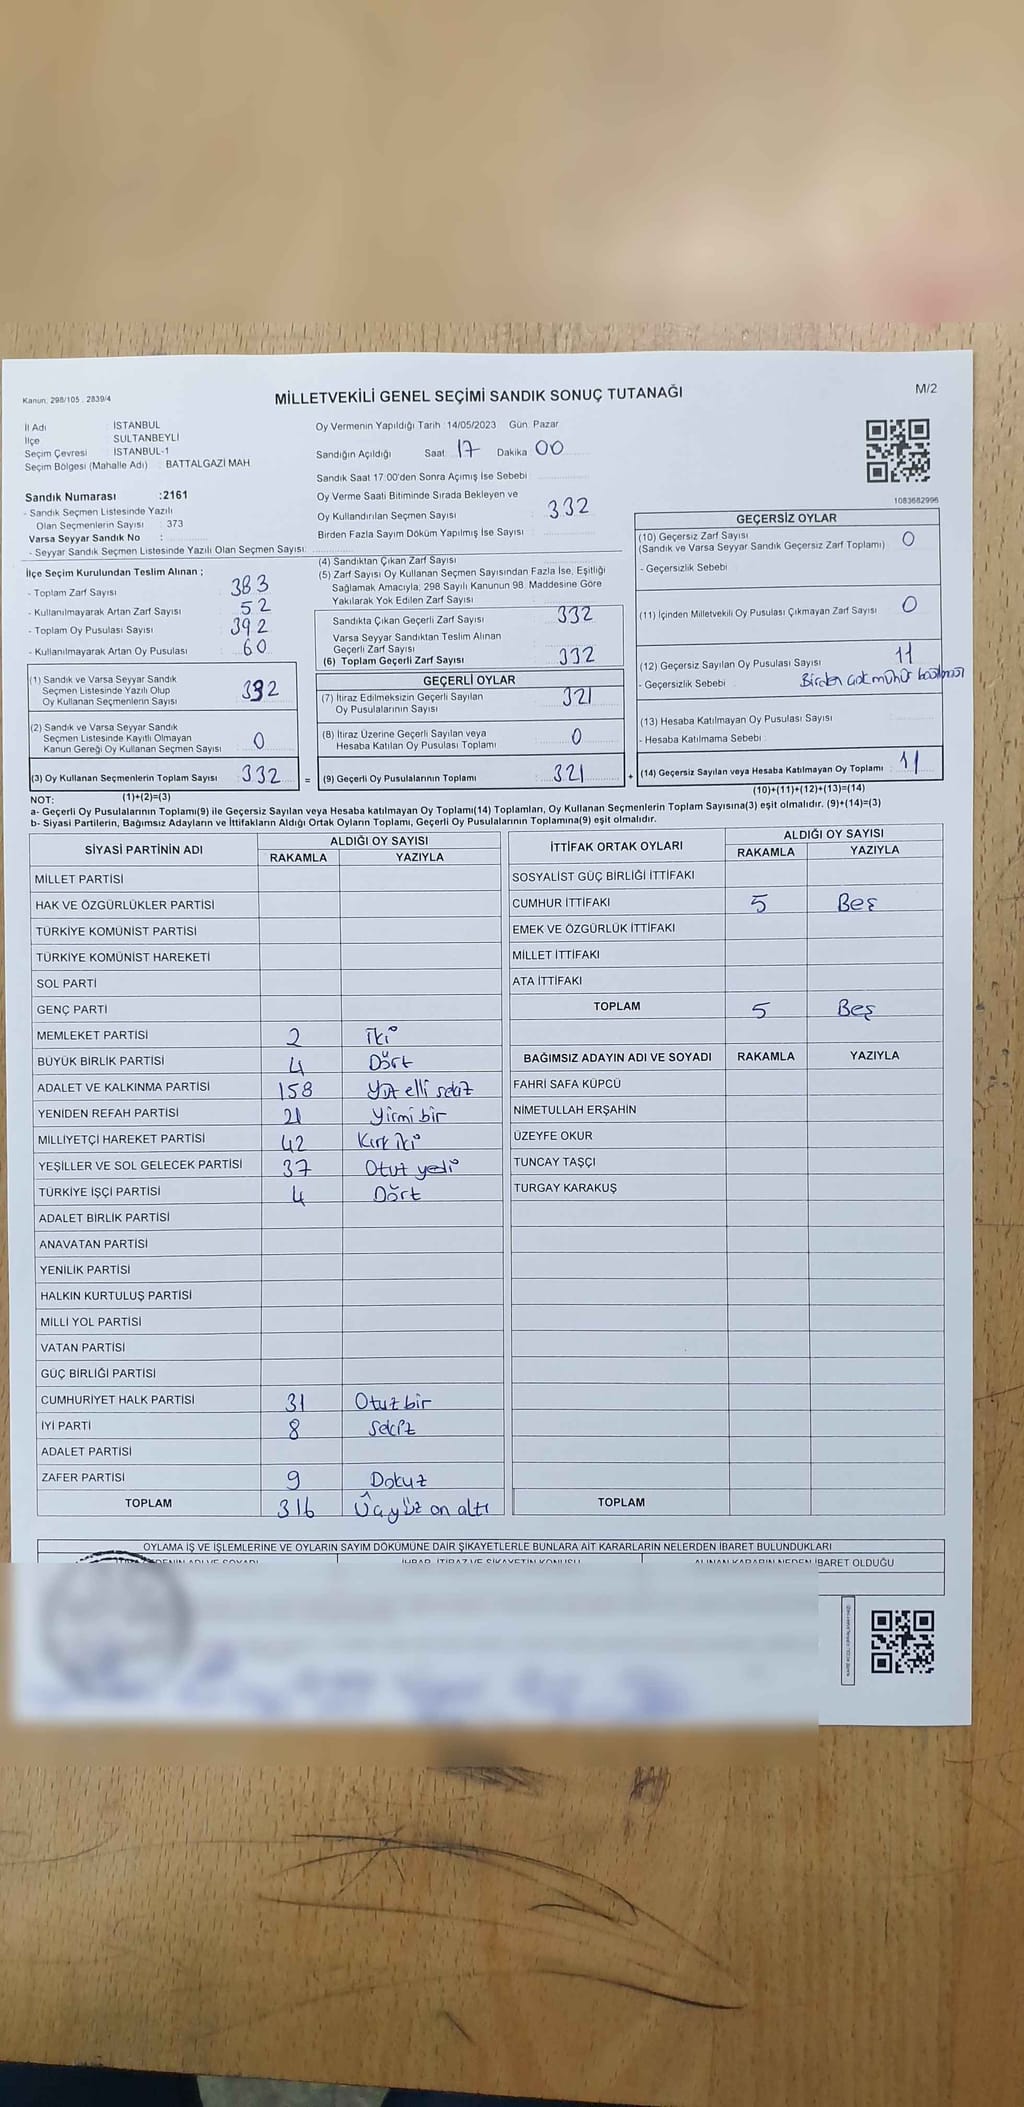 Kanun: 298/105 : 2839/4
MİLLETVEKİLİ GENEL SEÇİMİ SANDIK SONUÇ TUTANAĞI
M/2
İl Adı : İSTANBUL
İlçe : SULTANBEYLİ
Seçim Çevresi : İSTANBUL-1
Seçim Bölgesi (Mahalle Adı) : BATTALGAZİ MAH
Sandık Numarası :2161
- Sandık Seçmen Listesinde Yazılı
Olan Seçmenlerin Sayısı : 373
Varsa Seyyar Sandık No :
- Seyyar Sandık Seçmen Listesinde Yazılı Olan Seçmen Sayısı:
Oy Vermenin Yapıldığı Tarih :14/05/2023 Gün: Pazar
Sandığın Açıldığı Saat 17 Dakika 00
Sandık Saat 17:00'den Sonra Açımış İse Sebebi
Oy Verme Saati Bitiminde Sırada Bekleyen ve
Oy Kullandırılan Seçmen Sayısı : 332
Birden Fazla Sayım Döküm Yapılmış İse Sayısı :
1083682996
İlçe Seçim Kurulundan Teslim Alınan ;
- Toplam Zarf Sayısı 383
- Kullanılmayarak Artan Zarf Sayısı 52
- Toplam Oy Pusulası Sayısı 392
- Kullanılmayarak Artan Oy Pusulası 60
(4) Sandıktan Çıkan Zarf Sayısı
(5) Zarf Sayısı Oy Kullanan Seçmen Sayısından Fazla İse, Eşitliği
Sağlamak Amacıyla, 298 Sayılı Kanunun 98. Maddesine Göre
Yakılarak Yok Edilen Zarf Sayısı
Sandıkta Çıkan Geçerli Zarf Sayısı 332
Varsa Seyyar Sandıktan Teslim Alınan
Geçerli Zarf Sayısı
(6) Toplam Geçerli Zarf Sayısı 332
GEÇERSİZ OYLAR
(10) Geçersiz Zarf Sayısı 0
(Sandık ve Varsa Seyyar Sandık Geçersiz Zarf Toplamı)
- Geçersizlik Sebebi
(11) İçinden Milletvekili Oy Pusulası Çıkmayan Zarf Sayısı 0
(12) Geçersiz Sayılan Oy Pusulası Sayısı 11
- Geçersizlik Sebebi Birden çok mühür basılması
(13) Hesaba Katılmayan Oy Pusulası Sayısı
- Hesaba Katılmama Sebebi :
(14) Geçersiz Sayılan veya Hesaba Katılmayan Oy Toplamı 11
(10)+(11)+(12)+(13)=(14)
(1) Sandık ve Varsa Seyyar Sandık
Seçmen Listesinde Yazılı Olup
Oy Kullanan Seçmenlerin Sayısı 332
(2) Sandık ve Varsa Seyyar Sandık
Seçmen Listesinde Kayıtlı Olmayan
Kanun Gereği Oy Kullanan Seçmen Sayısı 0
(3) Oy Kullanan Seçmenlerin Toplam Sayısı 332 =
(1)+(2)=(3)
GEÇERLİ OYLAR
(7) İtiraz Edilmeksizin Geçerli Sayılan
Oy Pusulalarının Sayısı 321
(8) İtiraz Üzerine Geçerli Sayılan veya
Hesaba Katılan Oy Pusulası Toplamı 0
(9) Geçerli Oy Pusulalarının Toplamı 321 +
NOT:
a- Geçerli Oy Pusulalarının Toplamı(9) ile Geçersiz Sayılan veya Hesaba katılmayan Oy Toplamı(14) Toplamları, Oy Kullanan Seçmenlerin Toplam Sayısına(3) eşit olmalıdır. (9)+(14)=(3)
b- Siyasi Partilerin, Bağımsız Adayların ve İttifakların Aldığı Ortak Oyların Toplamı, Geçerli Oy Pusulalarının Toplamına(9) eşit olmalıdır.
SİYASİ PARTİNİN ADI ALDIĞI OY SAYISI
RAKAMLA YAZIYLA
MİLLET PARTİSİ
HAK VE ÖZGÜRLÜKLER PARTİSİ
TÜRKİYE KOMÜNİST PARTİSİ
TÜRKİYE KOMÜNİST HAREKETİ
SOL PARTİ
GENÇ PARTİ
MEMLEKET PARTİSİ 2 İki
BÜYÜK BİRLİK PARTİSİ 4 Dört
ADALET VE KALKINMA PARTİSİ 158 Yüz elli sekiz
YENİDEN REFAH PARTİSİ 21 Yirmi bir
MİLLİYETÇİ HAREKET PARTİSİ 42 Kırk iki
YEŞİLLER VE SOL GELECEK PARTİSİ 37 Otuz yedi
TÜRKİYE İŞÇİ PARTİSİ 4 Dört
ADALET BİRLİK PARTİSİ
ANAVATAN PARTİSİ
YENİLİK PARTİSİ
HALKIN KURTULUŞ PARTİSİ
MİLLİ YOL PARTİSİ
VATAN PARTİSİ
GÜÇ BİRLİĞİ PARTİSİ
CUMHURİYET HALK PARTİSİ 31 Otuz bir
İYİ PARTİ 8 Sekiz
ADALET PARTİSİ
ZAFER PARTİSİ 9 Dokuz
TOPLAM 316 Üçyüz on altı
İTTİFAK ORTAK OYLARI ALDIĞI OY SAYISI
RAKAMLA YAZIYLA
SOSYALİST GÜÇ BİRLİĞİ İTTİFAKI
CUMHUR İTTİFAKI 5 Beş
EMEK VE ÖZGÜRLÜK İTTİFAKI
MİLLET İTTİFAKI
ATA İTTİFAKI
TOPLAM 5 Beş
BAĞIMSIZ ADAYIN ADI VE SOYADI RAKAMLA YAZIYLA
FAHRİ SAFA KÜPCÜ
NİMETULLAH ERŞAHİN
ÜZEYFE OKUR
TUNCAY TAŞÇI
TURGAY KARAKUŞ
TOPLAM
OYLAMA İŞ VE İŞLEMLERİNE VE OYLARIN SAYIM DÖKÜMÜNE DAİR ŞİKAYETLERLE BUNLARA AİT KARARLARIN NELERDEN İBARET BULUNDUKLARI
İHBAR, İTİRAZ VE ŞİKAYETİN KONUSU ALINAN KARARIN NEDEN İBARET OLDUĞU